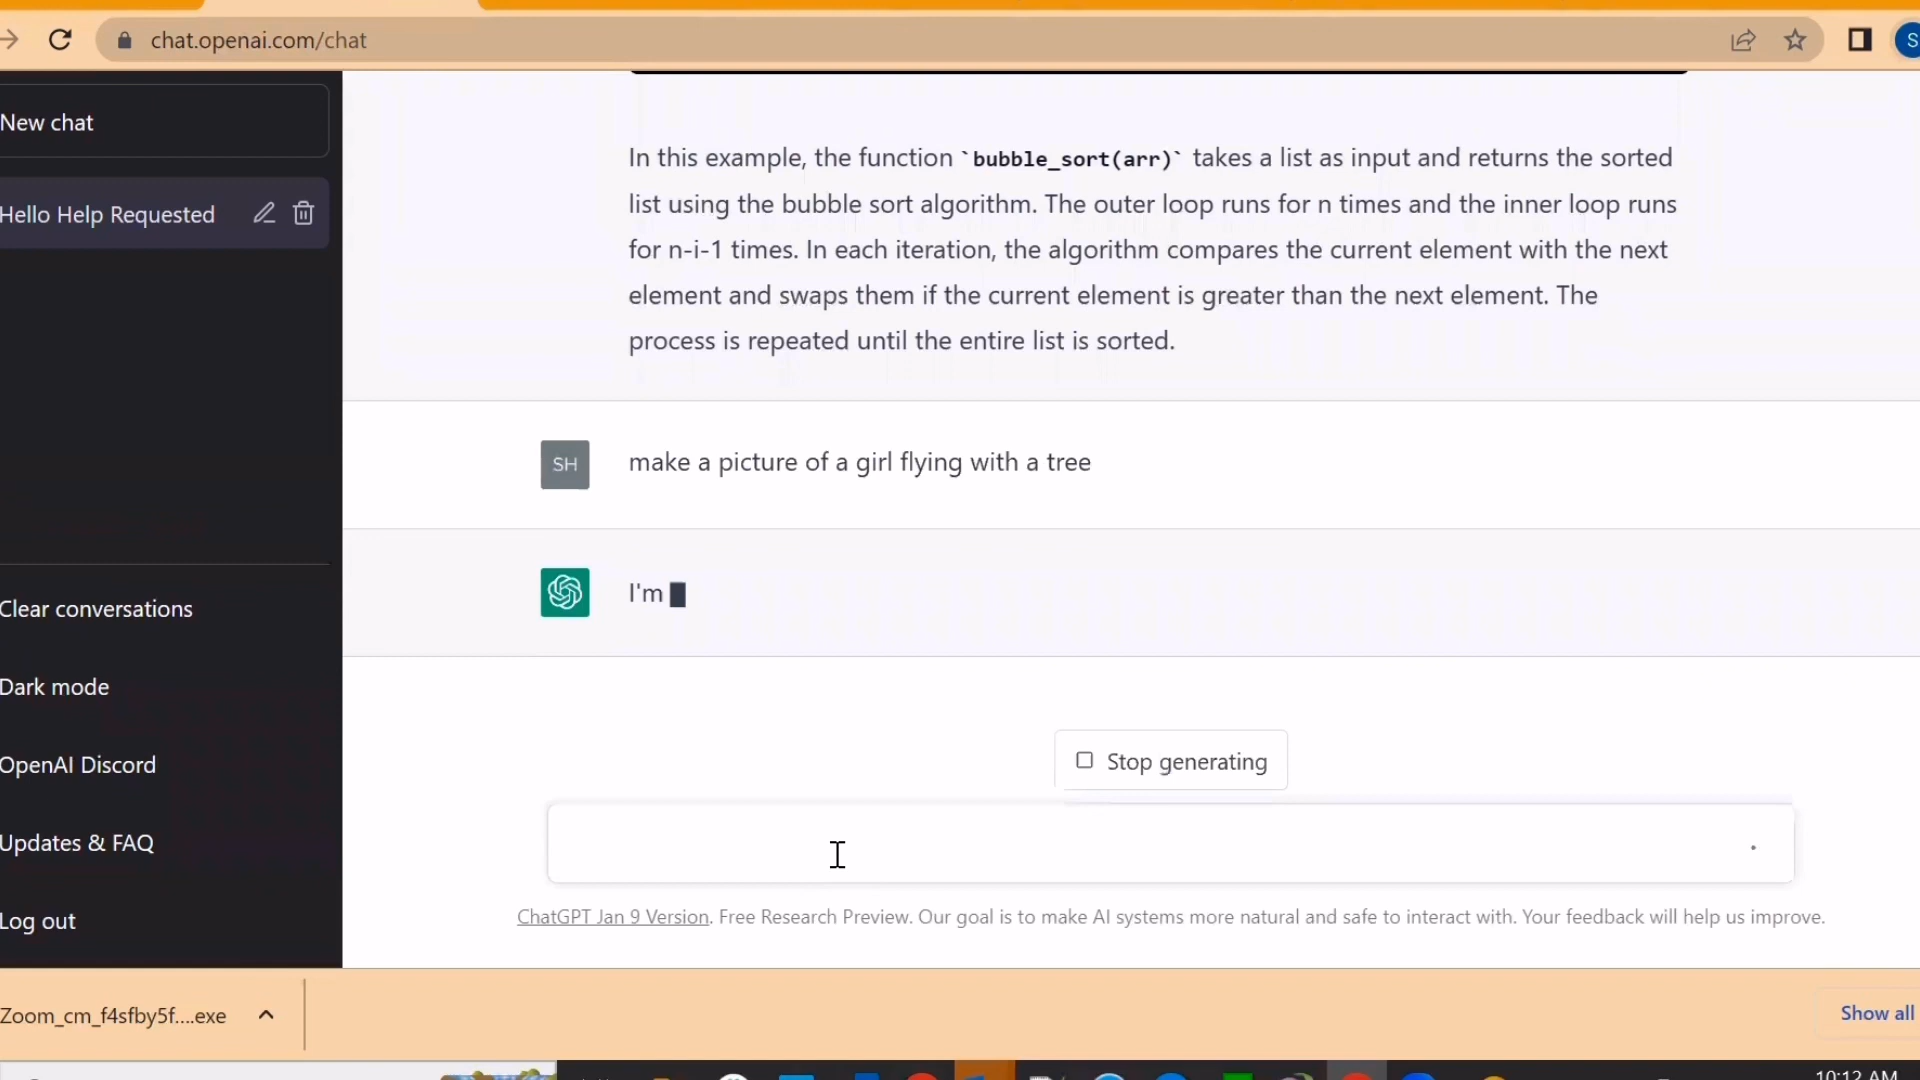 chat.openai.com/chat
S
New chat
Hello Help Requested
In this example, the function `bubble_sort(arr)` takes a list as input and returns the sorted
list using the bubble sort algorithm. The outer loop runs for n times and the inner loop runs
for n-i-1 times. In each iteration, the algorithm compares the current element with the next
element and swaps them if the current element is greater than the next element. The
process is repeated until the entire list is sorted.
SH
make a picture of a girl flying with a tree
I'm
Clear conversations
Dark mode
OpenAI Discord
Updates & FAQ
Log out
Stop generating
ChatGPT Jan 9 Version. Free Research Preview. Our goal is to make AI systems more natural and safe to interact with. Your feedback will help us improve.
Zoom_cm_f4sfby5f....exe
Show all
10:12 AM